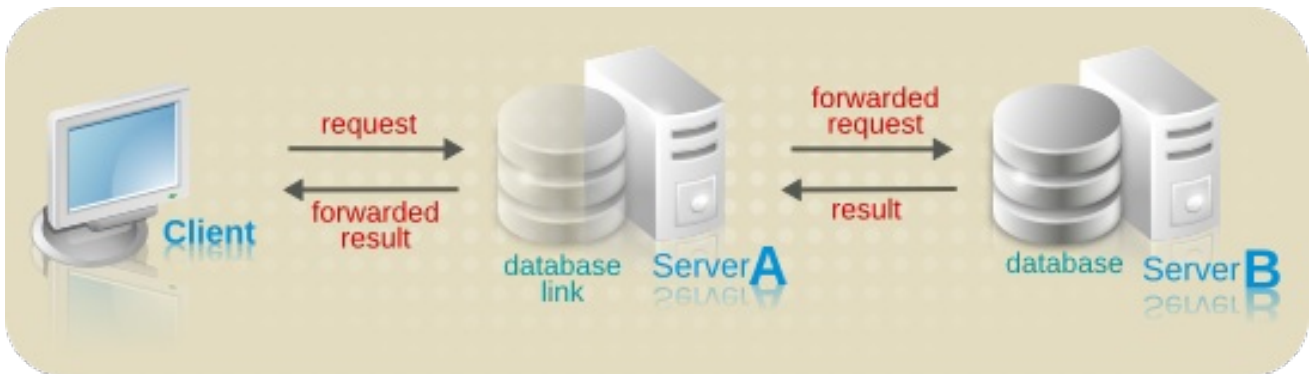 request
forwarded
result
Client
database
link
Server A
forwarded
request
result
database
Server B